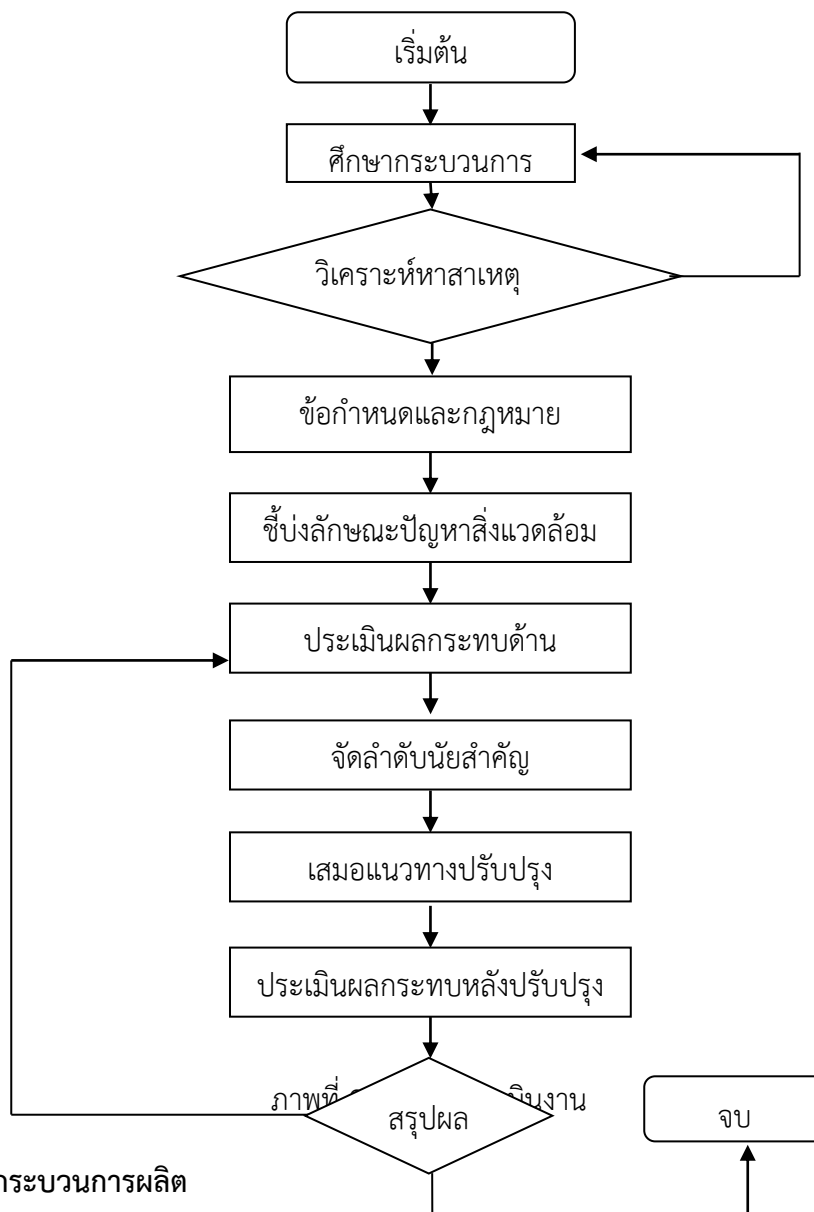 เริ่มต้น
ศึกษากระบวนการ
วิเคราะห์หาสาเหตุ
ข้อกำหนดและกฎหมาย
ชี้บ่งลักษณะปัญหาสิ่งแวดล้อม
ประเมินผลกระทบด้าน
จัดลำดับนัยสำคัญ
เสมอแนวทางปรับปรุง
ประเมินผลกระทบหลังปรับปรุง
ภาพที่
สรุปผล
จบ
กระบวนการผลิต